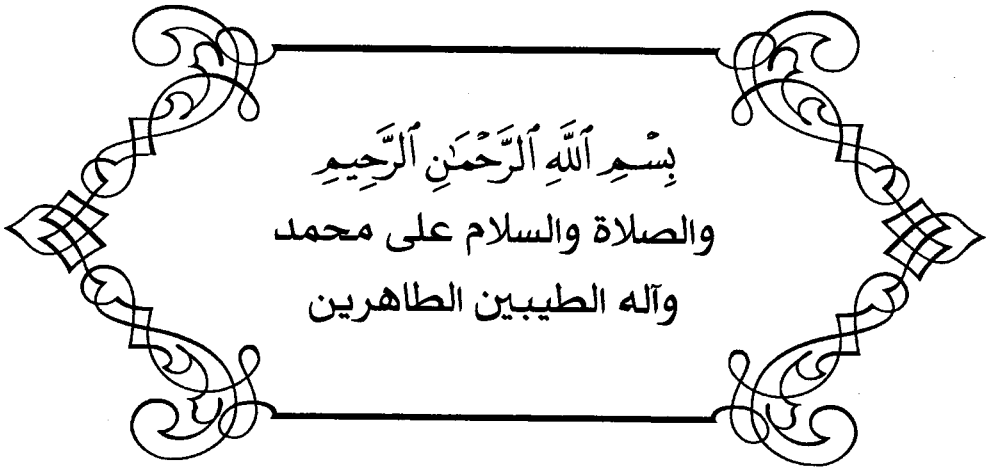 بِسْمِ ٱللَّهِ ٱلرَّحْمَٰنِ ٱلرَّحِيمِ
والصلاة والسلام على محمد
وآله الطيبين الطاهرين